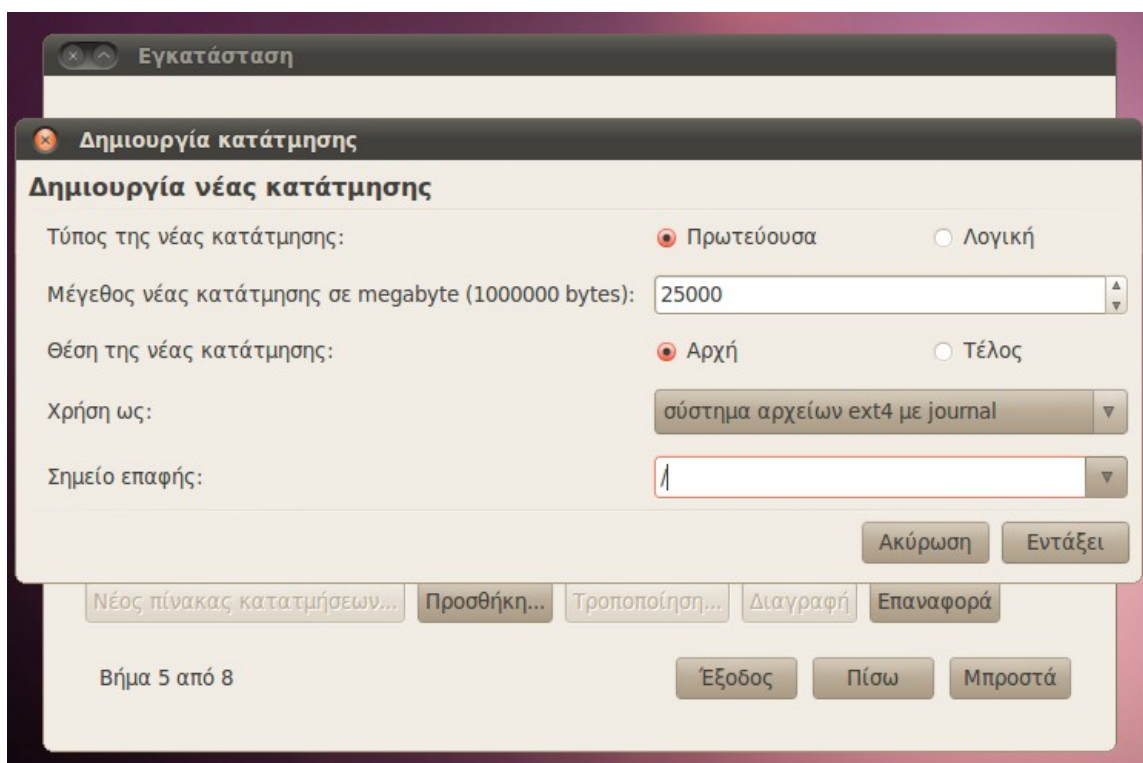 Εγκατάσταση
Δημιουργία κατάτμησης
Δημιουργία νέας κατάτμησης
Τύπος της νέας κατάτμησης: Πρωτεύουσα Λογική
Μέγεθος νέας κατάτμησης σε megabyte (1000000 bytes): 25000
Θέση της νέας κατάτμησης: Αρχή Τέλος
Χρήση ως: σύστημα αρχείων ext4 με journal
Σημείο επαφής: /
Ακύρωση Εντάξει
Νέος πίνακας κατατμήσεων... Προσθήκη... Τροποποίηση... Διαγραφή Επαναφορά
Βήμα 5 από 8 Έξοδος Πίσω Μπροστά